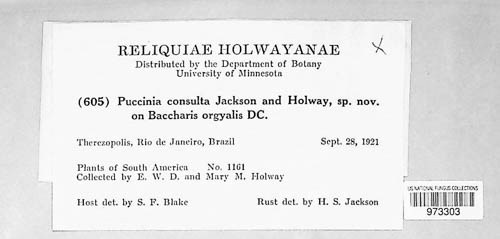 RELIQUIAE HOLWAYANAE
Distributed by the Department of Botany
University of Minnesota
(605) Puccinia consulta Jackson and Holway, sp. nov.
on Baccharis orgyalis DC.
Therezopolis, Rio de Janeiro, Brazil Sept. 28, 1921
Plants of South America No. 1161
Collected by E. W. D. and Mary M. Holway
Host det. by S. F. Blake Rust det. by H. S. Jackson
US NATIONAL FUNGUS COLLECTIONS
973303